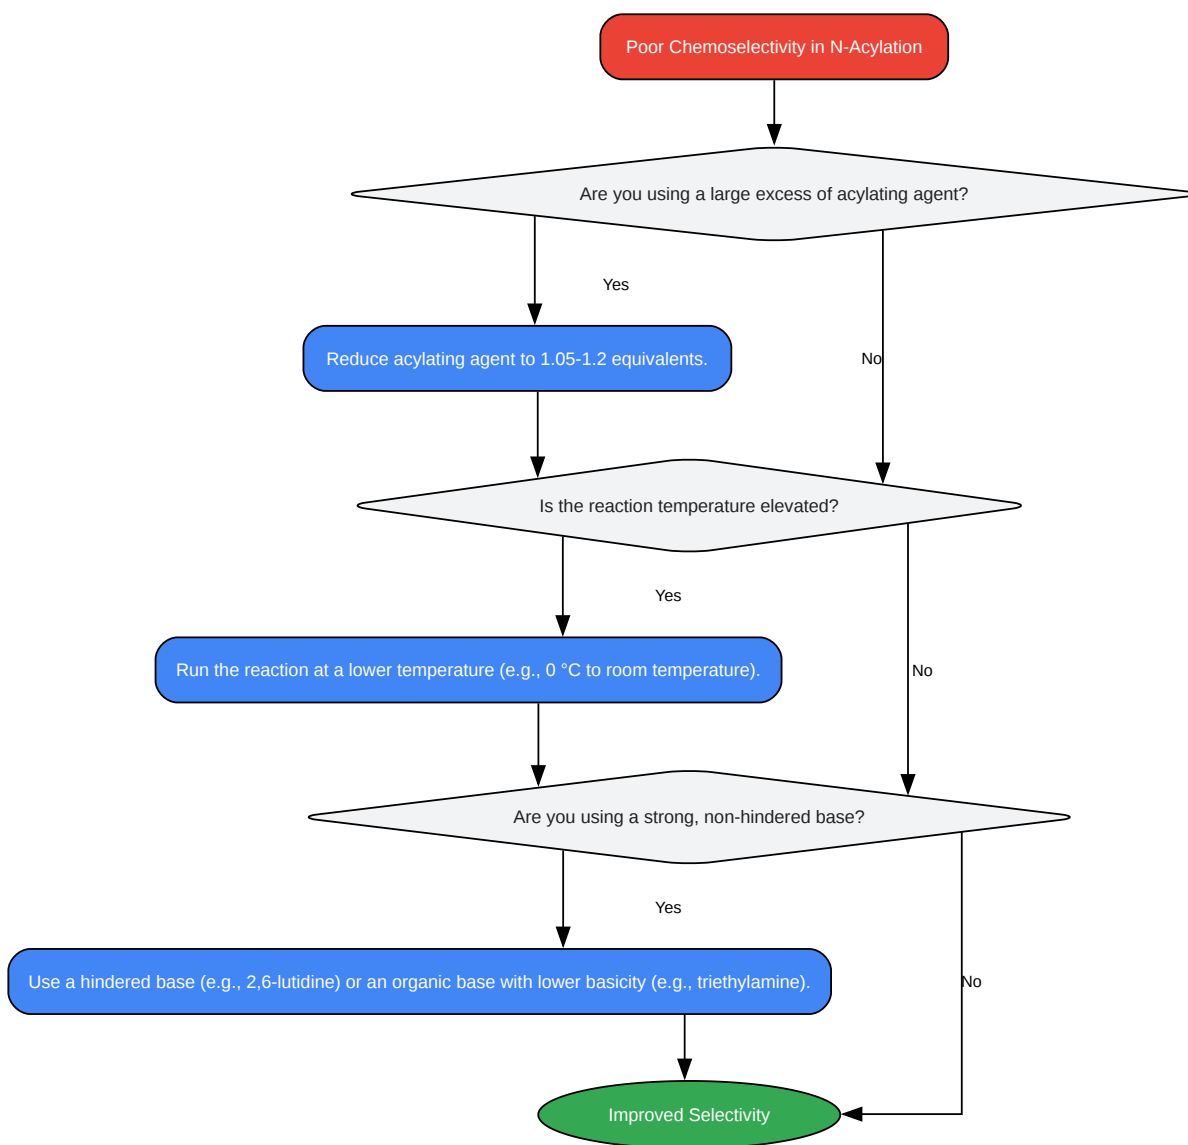 Poor Chemoselectivity in N-Acylation
Are you using a large excess of acylating agent?
Yes
Reduce acylating agent to 1.05-1.2 equivalents.
No
Is the reaction temperature elevated?
Yes
Run the reaction at a lower temperature (e.g., 0 °C to room temperature).
No
Are you using a strong, non-hindered base?
Yes
Use a hindered base (e.g., 2,6-lutidine) or an organic base with lower basicity (e.g., triethylamine).
No
Improved Selectivity